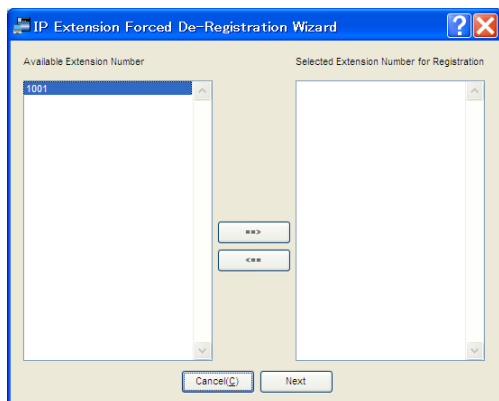 IP Extension Forced De-Registration Wizard
Available Extension Number
Selected Extension Number for Registration
1001
==>
<==
Cancel(C)
Next